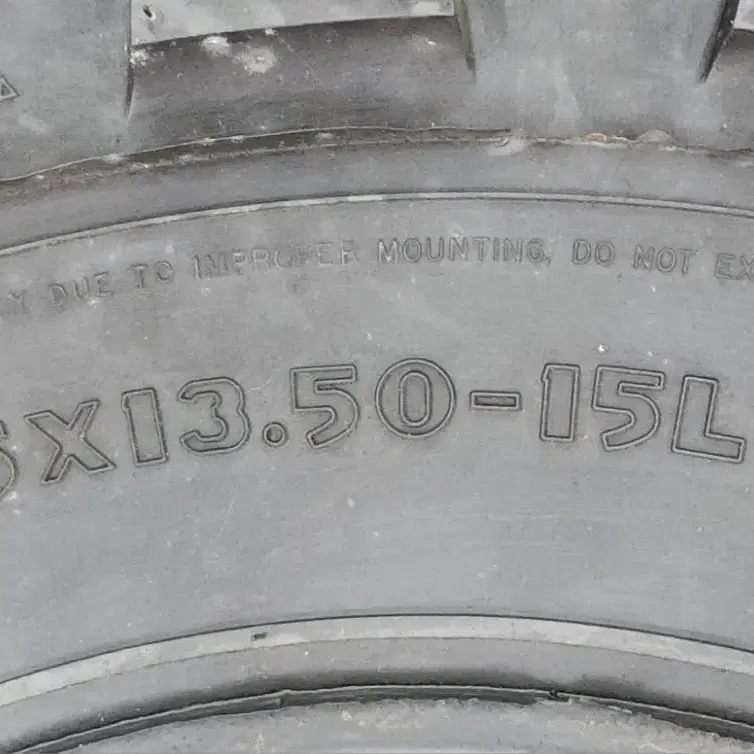 DUE TO IMPROPER MOUNTING, DO NOT EX
X13.50-15L